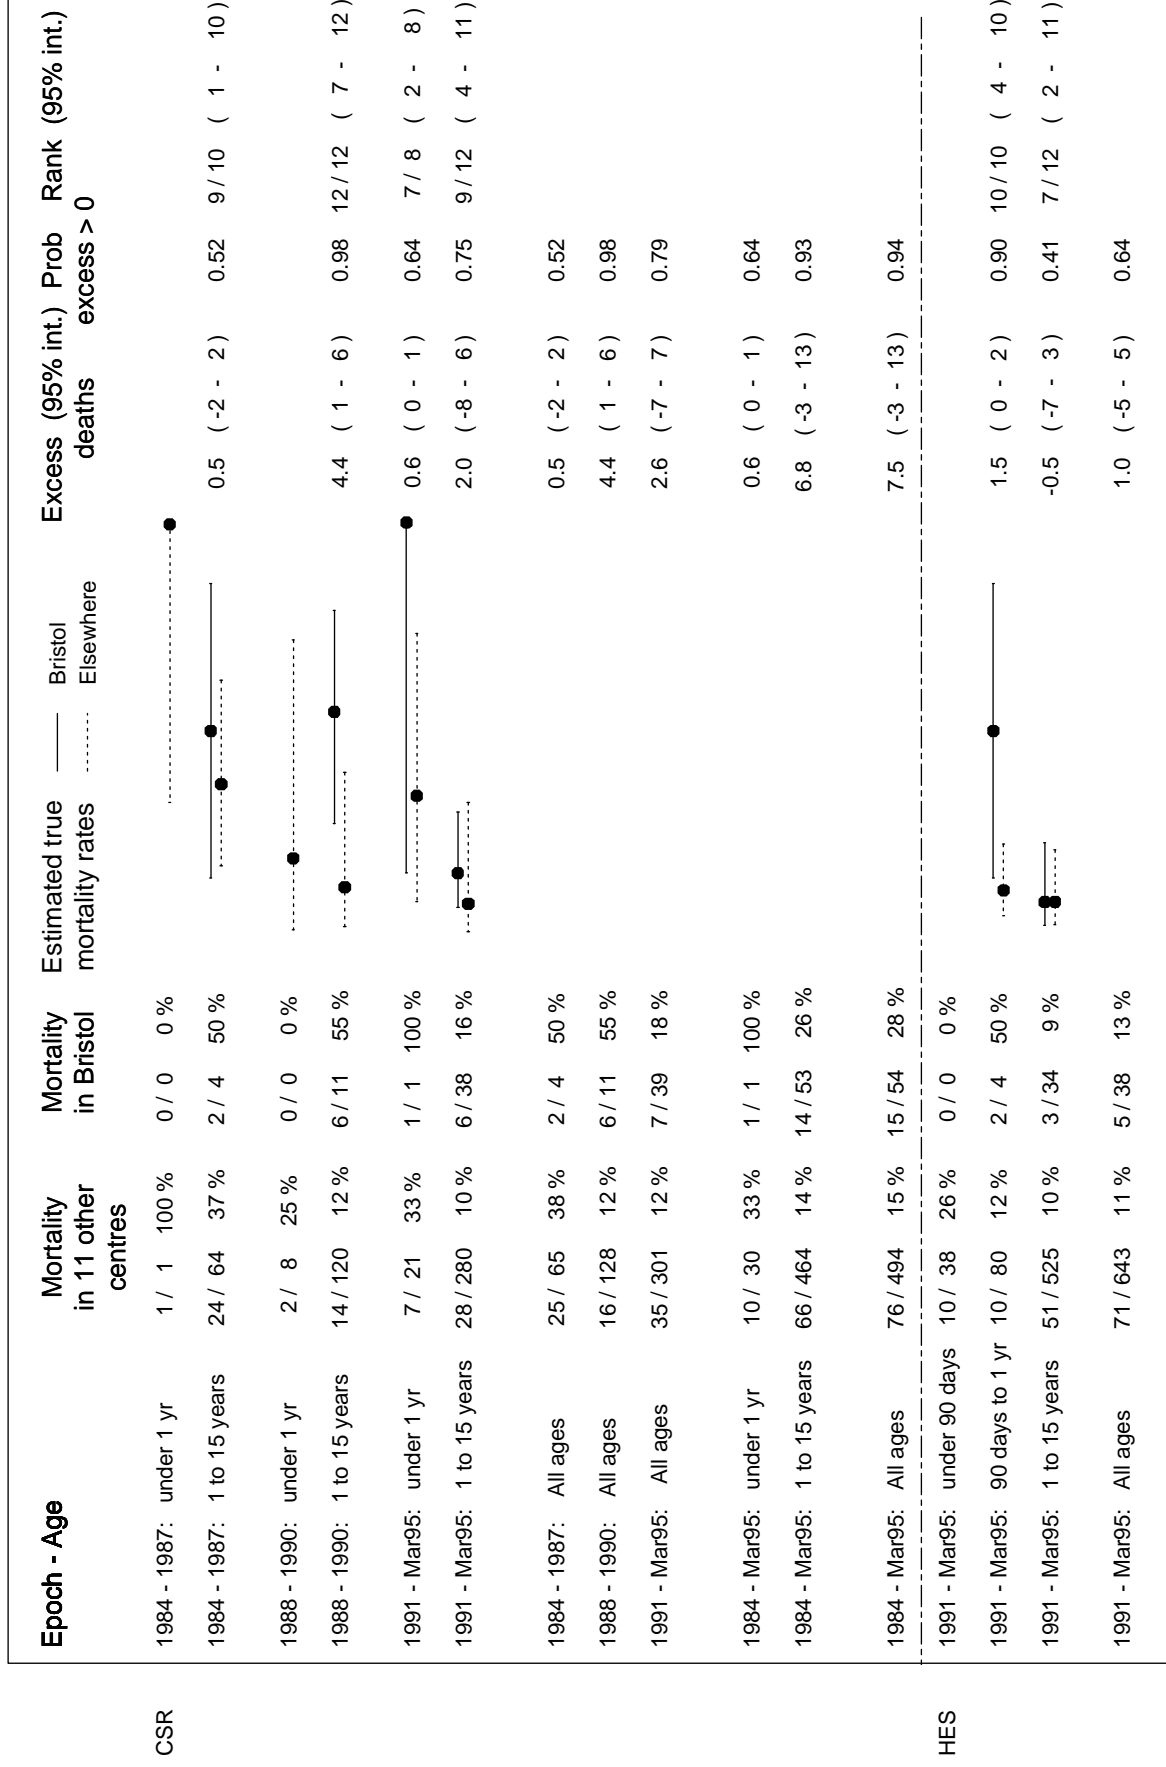 Epoch - Age Mortality in 11 other centres Mortality in Bristol Estimated true mortality rates Bristol Elsewhere Excess (95% int.) deaths Prob excess > 0 Rank (95% int.)
CSR
1984 - 1987: under 1 yr 1 / 1 100 % 0 / 0 0 %
1984 - 1987: 1 to 15 years 24 / 64 37 % 2 / 4 50 % 0.5 ( -2 - 2 ) 0.52 9 / 10 ( 1 - 10 )
1988 - 1990: under 1 yr 2 / 8 25 % 0 / 0 0 %
1988 - 1990: 1 to 15 years 14 / 120 12 % 6 / 11 55 % 4.4 ( 1 - 6 ) 0.98 12 / 12 ( 7 - 12 )
1991 - Mar95: under 1 yr 7 / 21 33 % 1 / 1 100 % 0.6 ( 0 - 1 ) 0.64 7 / 8 ( 2 - 8 )
1991 - Mar95: 1 to 15 years 28 / 280 10 % 6 / 38 16 % 2.0 ( -8 - 6 ) 0.75 9 / 12 ( 4 - 11 )
1984 - 1987: All ages 25 / 65 38 % 2 / 4 50 % 0.5 ( -2 - 2 ) 0.52
1988 - 1990: All ages 16 / 128 12 % 6 / 11 55 % 4.4 ( 1 - 6 ) 0.98
1991 - Mar95: All ages 35 / 301 12 % 7 / 39 18 % 2.6 ( -7 - 7 ) 0.79
1984 - Mar95: under 1 yr 10 / 30 33 % 1 / 1 100 % 0.6 ( 0 - 1 ) 0.64
1984 - Mar95: 1 to 15 years 66 / 464 14 % 14 / 53 26 % 6.8 ( -3 - 13 ) 0.93
1984 - Mar95: All ages 76 / 494 15 % 15 / 54 28 % 7.5 ( -3 - 13 ) 0.94
HES
1991 - Mar95: under 90 days 10 / 38 26 % 0 / 0 0 %
1991 - Mar95: 90 days to 1 yr 10 / 80 12 % 2 / 4 50 % 1.5 ( 0 - 2 ) 0.90 10 / 10 ( 4 - 10 )
1991 - Mar95: 1 to 15 years 51 / 525 10 % 3 / 34 9 % -0.5 ( -7 - 3 ) 0.41 7 / 12 ( 2 - 11 )
1991 - Mar95: All ages 71 / 643 11 % 5 / 38 13 % 1.0 ( -5 - 5 ) 0.64